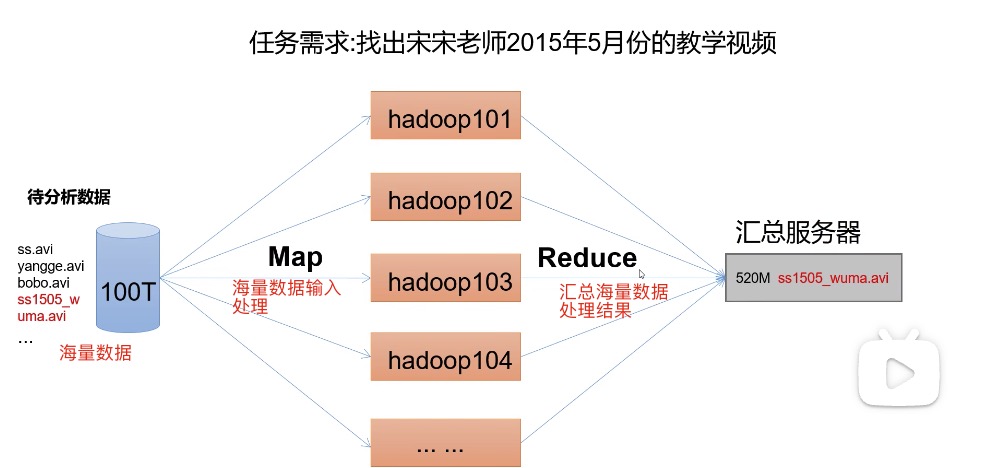 任务需求:找出宋宋老师2015年5月份的教学视频
待分析数据
ss.avi
yangge.avi
bobo.avi
ss1505_w
uma.avi
...
100T
海量数据
Map
海量数据输入
处理
hadoop101
hadoop102
hadoop103
hadoop104
... ...
Reduce
汇总海量数据
处理结果
汇总服务器
520M ss1505_wuma.avi